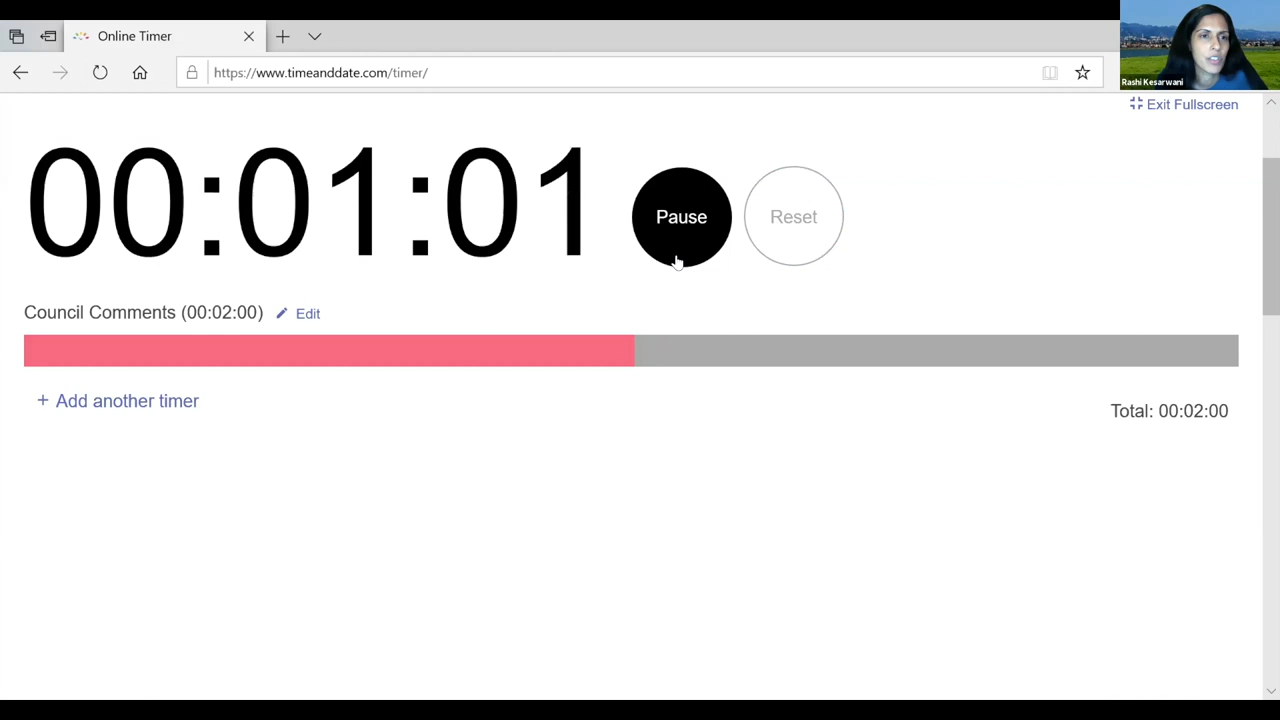 Online Timer
https://www.timeanddate.com/timer/
Rashi Kesarwani
Exit Fullscreen
00:01:01
Pause
Reset
Council Comments (00:02:00)
Edit
+ Add another timer
Total: 00:02:00